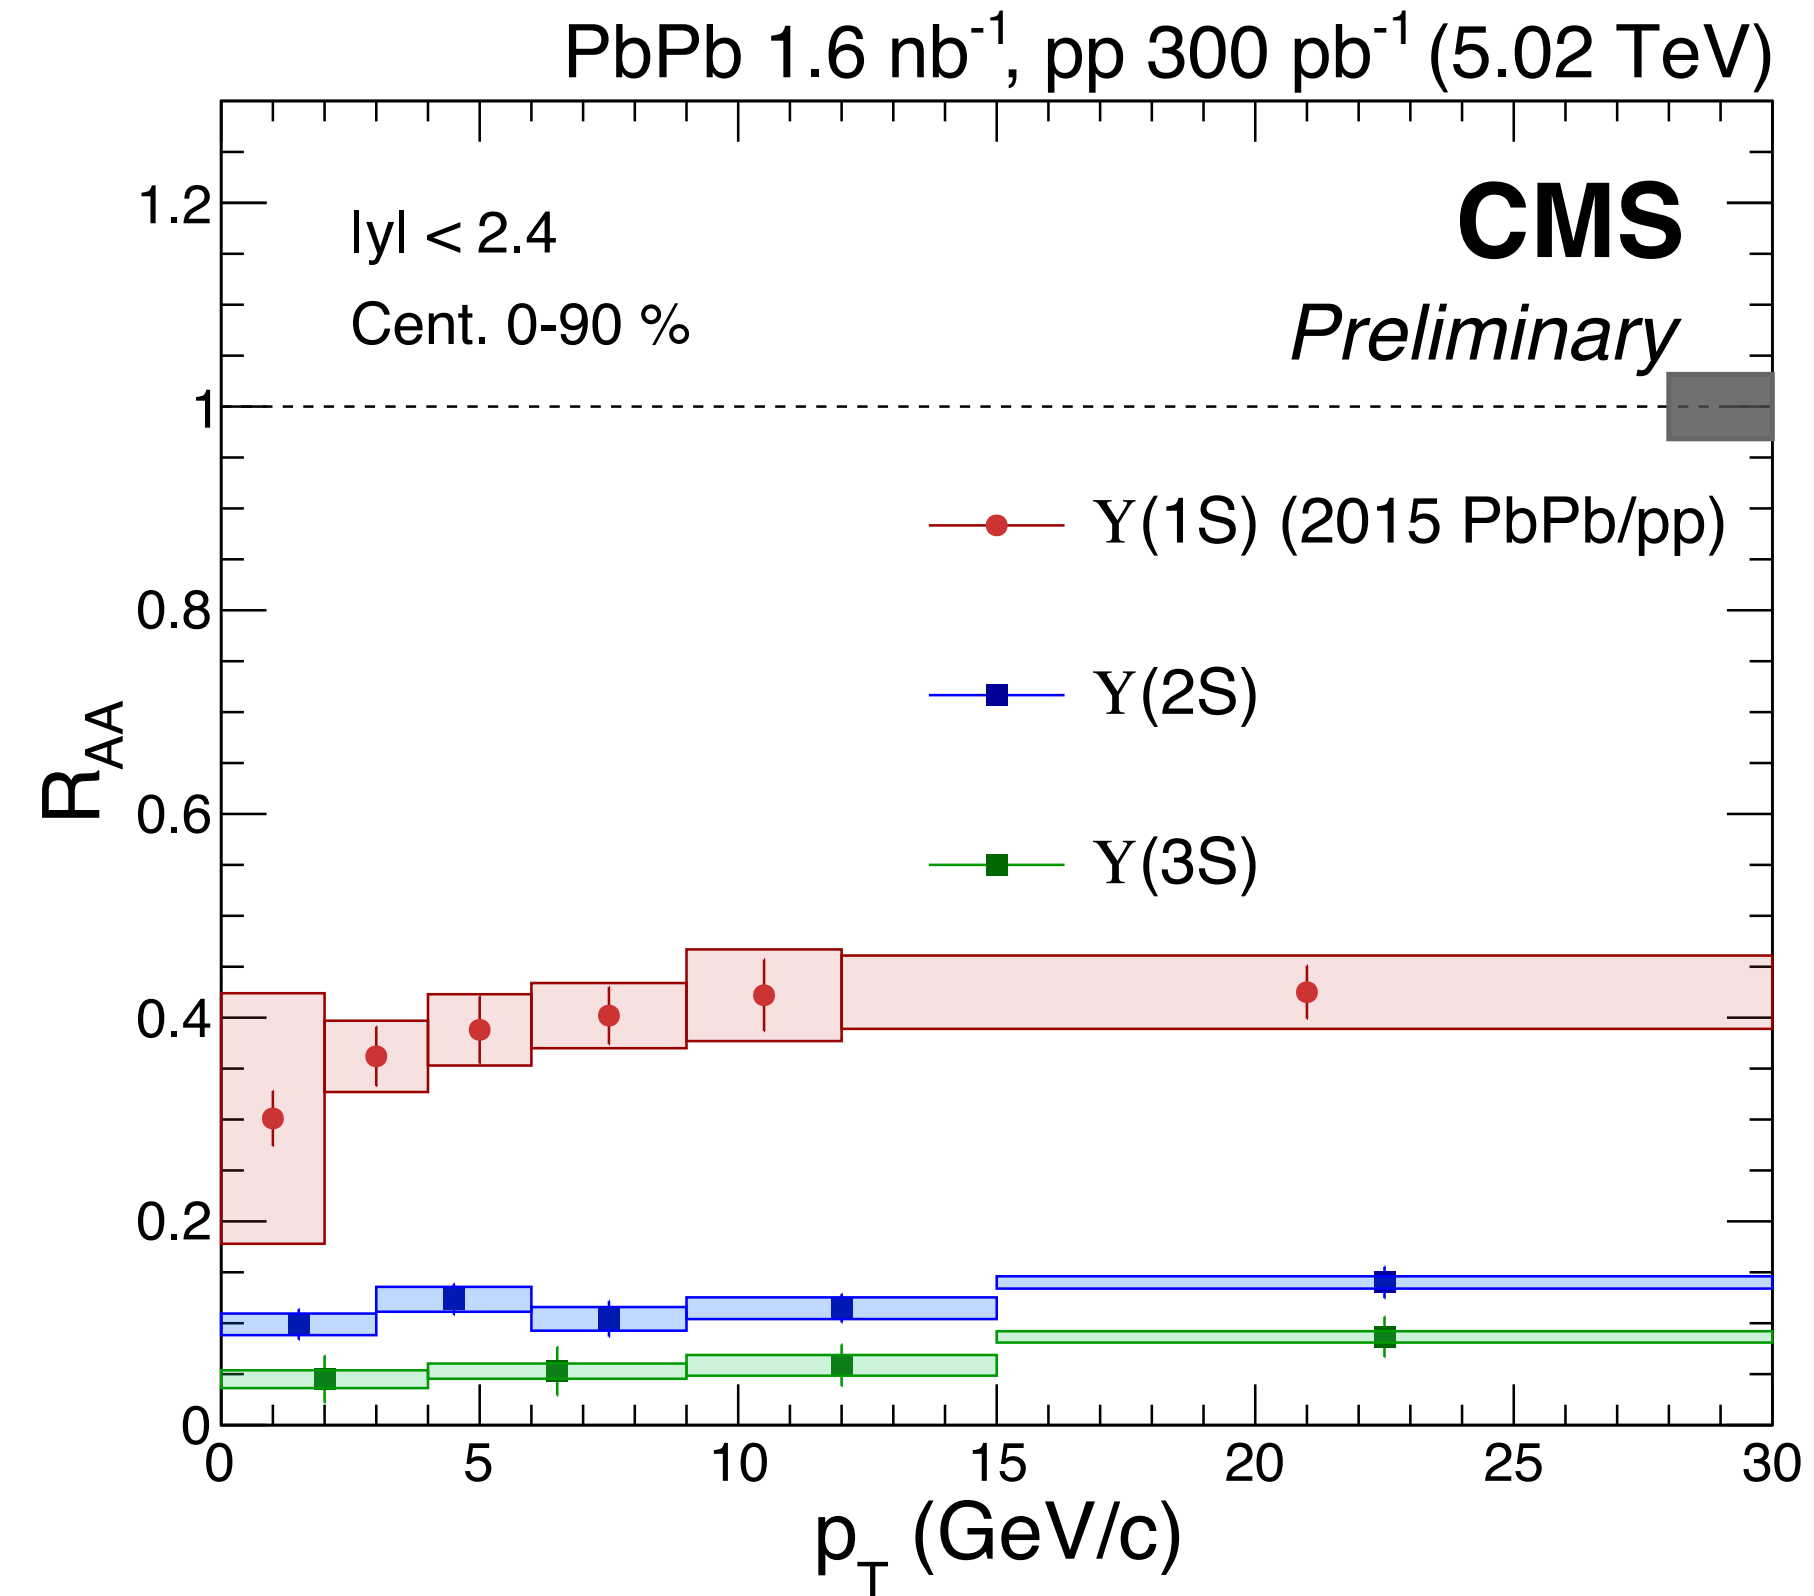 PbPb 1.6 nb⁻¹, pp 300 pb⁻¹ (5.02 TeV)
|y| < 2.4
CMS
Cent. 0-90 %
Preliminary
ϒ(1S) (2015 PbPb/pp)
ϒ(2S)
ϒ(3S)
R_AA
1.2
1
0.8
0.6
0.4
0.2
0
0 5 10 15 20 25 30
p_T (GeV/c)